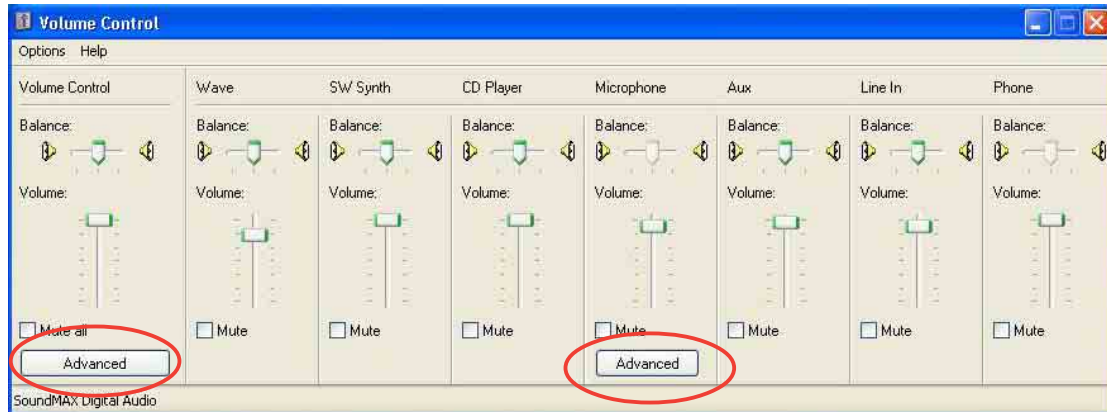 Volume Control
Options Help
Volume Control Wave SW Synth CD Player Microphone Aux Line In Phone
Balance: Balance: Balance: Balance: Balance: Balance: Balance: Balance:
Volume: Volume: Volume: Volume: Volume: Volume: Volume: Volume:
Mute all Mute Mute Mute Mute Mute Mute Mute
Advanced Advanced
SoundMAX Digital Audio